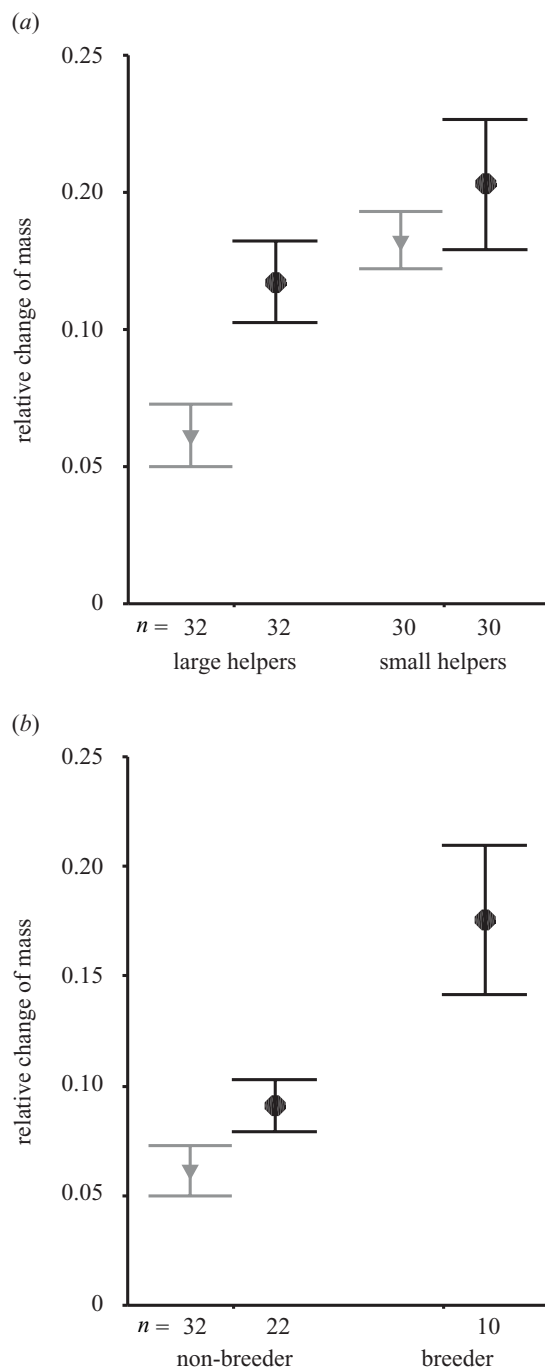 (a)
0.25
0.20
0.10
0.05
0
relative change of mass
n = 32 32 30 30
large helpers small helpers
(b)
0.25
0.20
0.15
0.10
0.05
0
relative change of mass
n = 32 22 10
non-breeder breeder